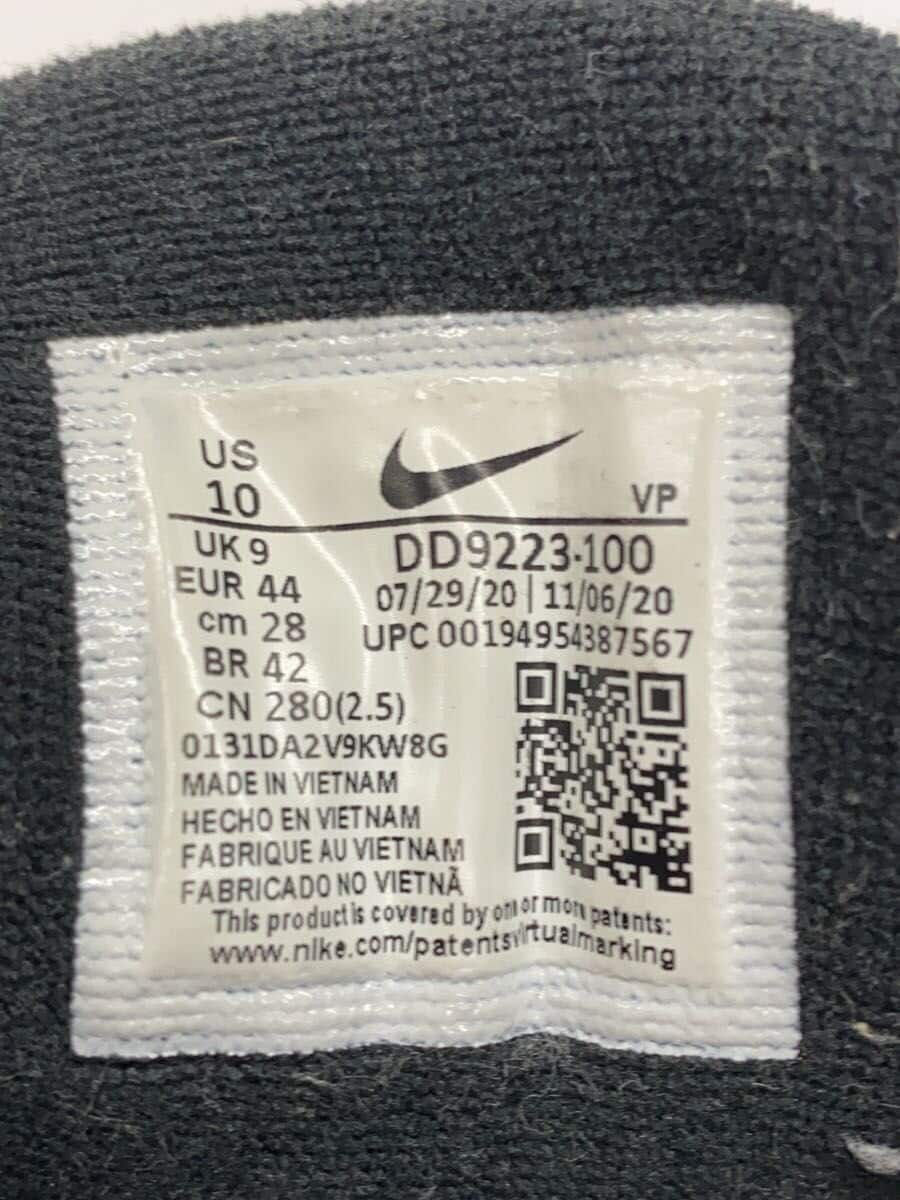 US
10
VP
UK 9
EUR 44
cm 28
BR 42
CN 280(2.5)
DD9223-100
07/29/20 | 11/06/20
UPC 00194954387567
0131DA2V9KW8G
MADE IN VIETNAM
HECHO EN VIETNAM
FABRIQUE AU VIETNAM
FABRICADO NO VIETNÃ
This product is covered by one or more patents:
www.nike.com/patentsvirtualmarking